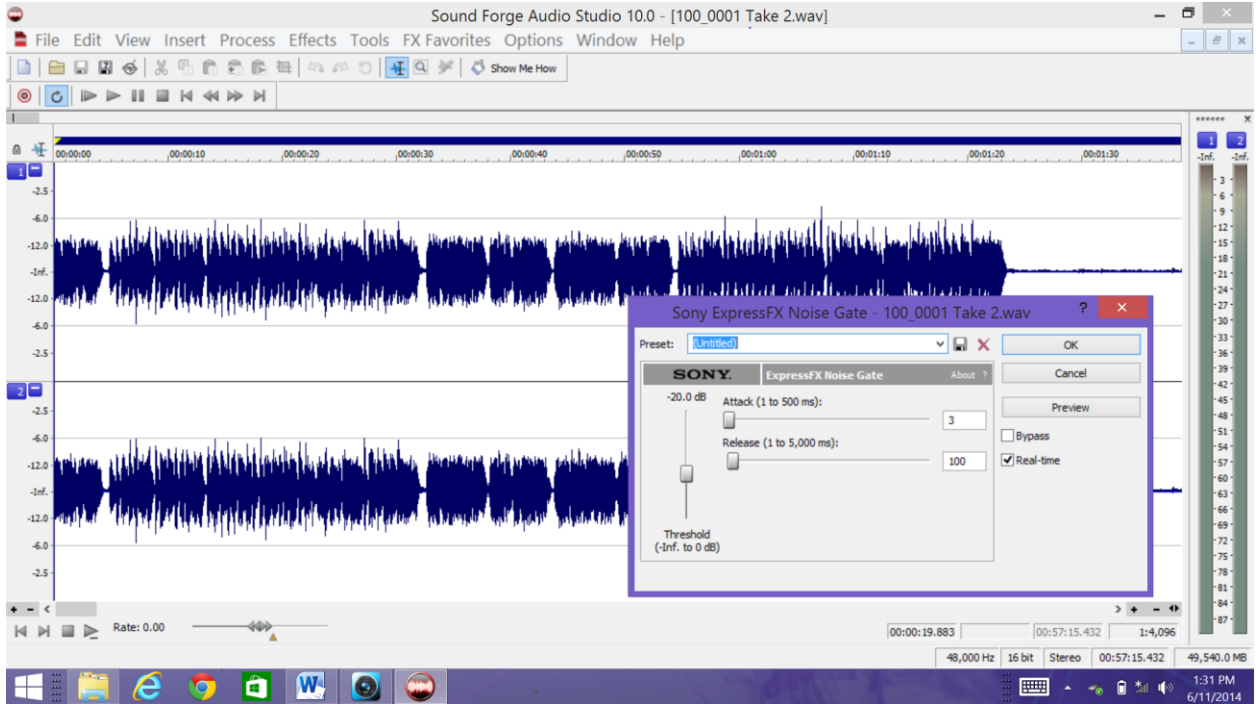 Sound Forge Audio Studio 10.0 - [100_0001 Take 2.wav]
File Edit View Insert Process Effects Tools FX Favorites Options Window Help
Show Me How
00:00:00 00:00:10 00:00:20 00:00:30 00:00:40 00:00:50 00:01:00 00:01:10 00:01:20 00:01:30
1
-2.5
-6.0
-12.0
-Inf.
-12.0
-6.0
-2.5
2
-2.5
-6.0
-12.0
-Inf.
-12.0
-6.0
-2.5
Sony ExpressFX Noise Gate - 100_0001 Take 2.wav ? X
Preset: (Untitled)
OK
SONY. ExpressFX Noise Gate About ?
Cancel
-20.0 dB
Attack (1 to 500 ms):
3
Preview
Release (1 to 5,000 ms):
100
Bypass
Real-time
Threshold
(-Inf. to 0 dB)
1 2
-Inf. -Inf.
- 3 -
- 6 -
- 9 -
- 12 -
- 15 -
- 18 -
- 21 -
- 24 -
- 27 -
- 30 -
- 33 -
- 36 -
- 39 -
- 42 -
- 45 -
- 48 -
- 51 -
- 54 -
- 57 -
- 60 -
- 63 -
- 66 -
- 69 -
- 72 -
- 75 -
- 78 -
- 81 -
- 84 -
- 87 -
Rate: 0.00
00:00:19.883 00:57:15.432 1:4,096
48,000 Hz 16 bit Stereo 00:57:15.432 49,540.0 MB
1:31 PM
6/11/2014